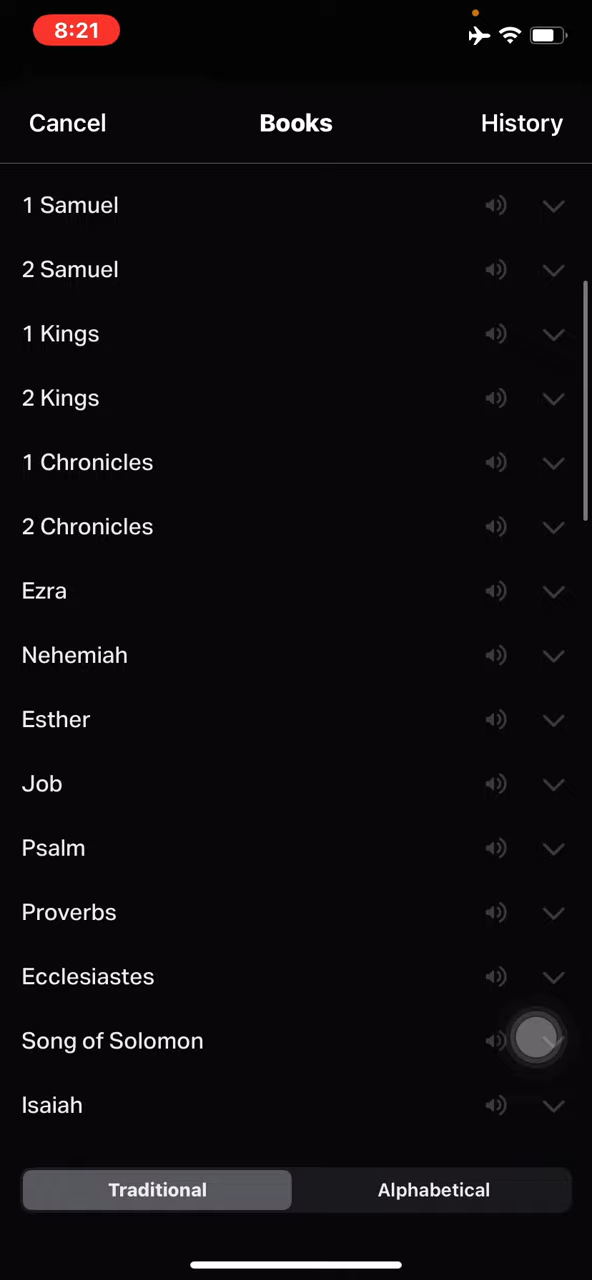 8:21
Cancel Books History
1 Samuel
2 Samuel
1 Kings
2 Kings
1 Chronicles
2 Chronicles
Ezra
Nehemiah
Esther
Job
Psalm
Proverbs
Ecclesiastes
Song of Solomon
Isaiah
Traditional Alphabetical